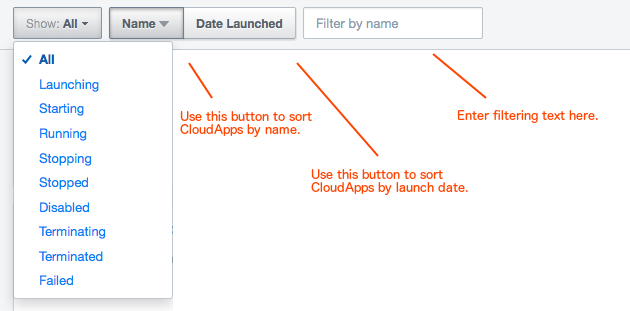 Show: All
Name
Date Launched
Filter by name
All
Launching
Starting
Running
Stopping
Stopped
Disabled
Terminating
Terminated
Failed
Use this button to sort
CloudApps by name.
Use this button to sort
CloudApps by launch date.
Enter filtering text here.